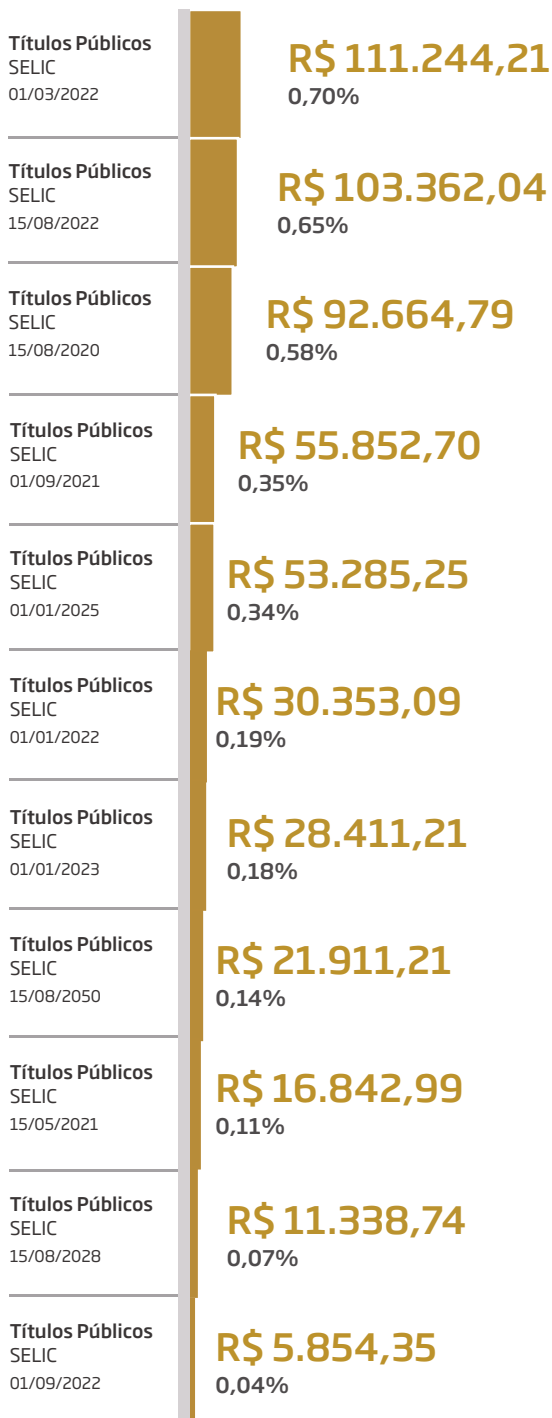 Títulos Públicos
SELIC
01/03/2022
R$ 111.244,21
0,70%
Títulos Públicos
SELIC
15/08/2022
R$ 103.362,04
0,65%
Títulos Públicos
SELIC
15/08/2020
R$ 92.664,79
0,58%
Títulos Públicos
SELIC
01/09/2021
R$ 55.852,70
0,35%
Títulos Públicos
SELIC
01/01/2025
R$ 53.285,25
0,34%
Títulos Públicos
SELIC
01/01/2022
R$ 30.353,09
0,19%
Títulos Públicos
SELIC
01/01/2023
R$ 28.411,21
0,18%
Títulos Públicos
SELIC
15/08/2050
R$ 21.911,21
0,14%
Títulos Públicos
SELIC
15/05/2021
R$ 16.842,99
0,11%
Títulos Públicos
SELIC
15/08/2028
R$ 11.338,74
0,07%
Títulos Públicos
SELIC
01/09/2022
R$ 5.854,35
0,04%